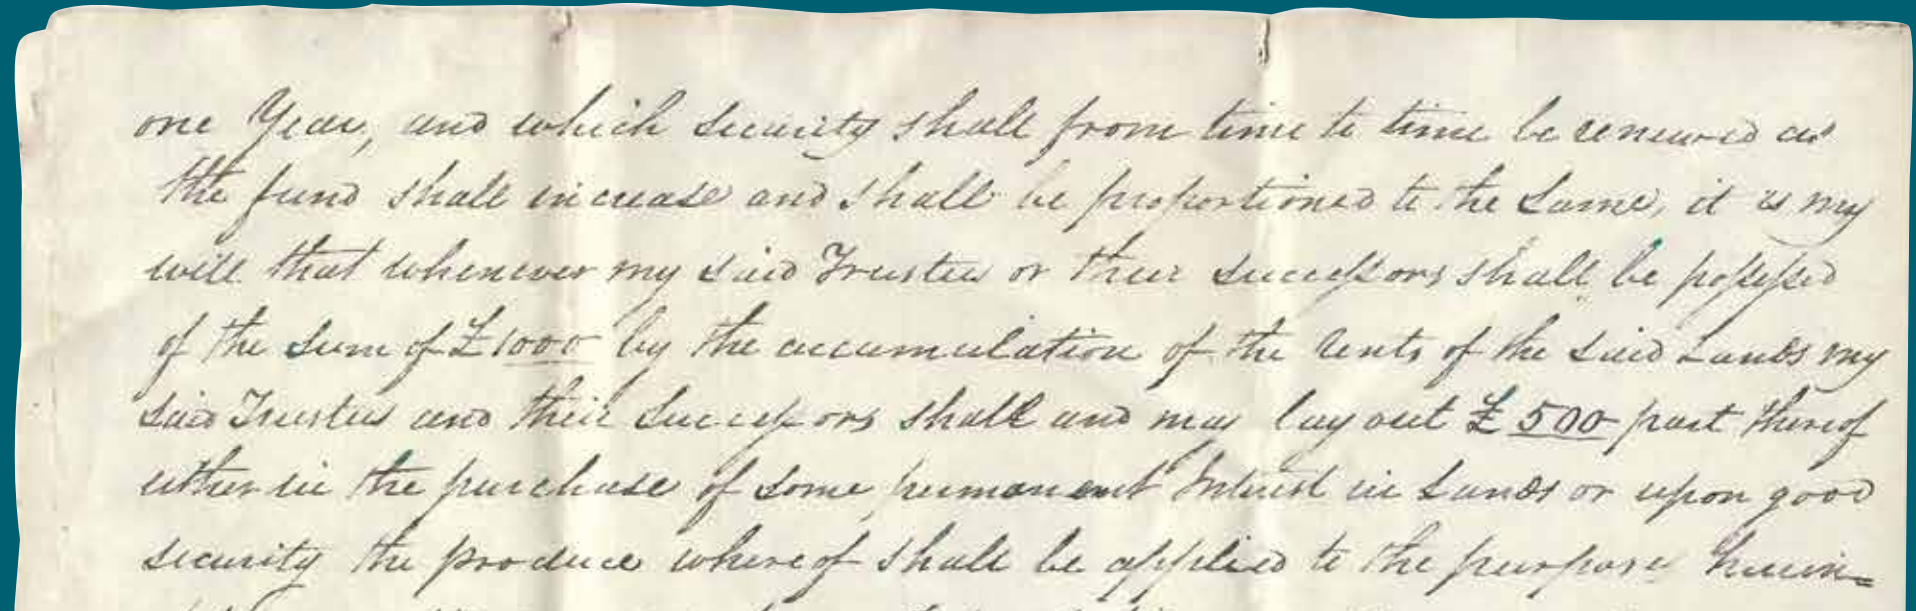 one Year, and which security shall from time to time be renewed as
the fund shall increase and shall be proportioned to the same, it is my
will that whenever my said Trustees or their successors shall be possessed
of the Sum of £1000 by the accumulation of the rents of the said Lands my
said Trustees and their Successors shall and may lay out £500 part thereof
either in the purchase of some permanent Interest in Lands or upon good
security the produce whereof shall be applied to the purposes herein=